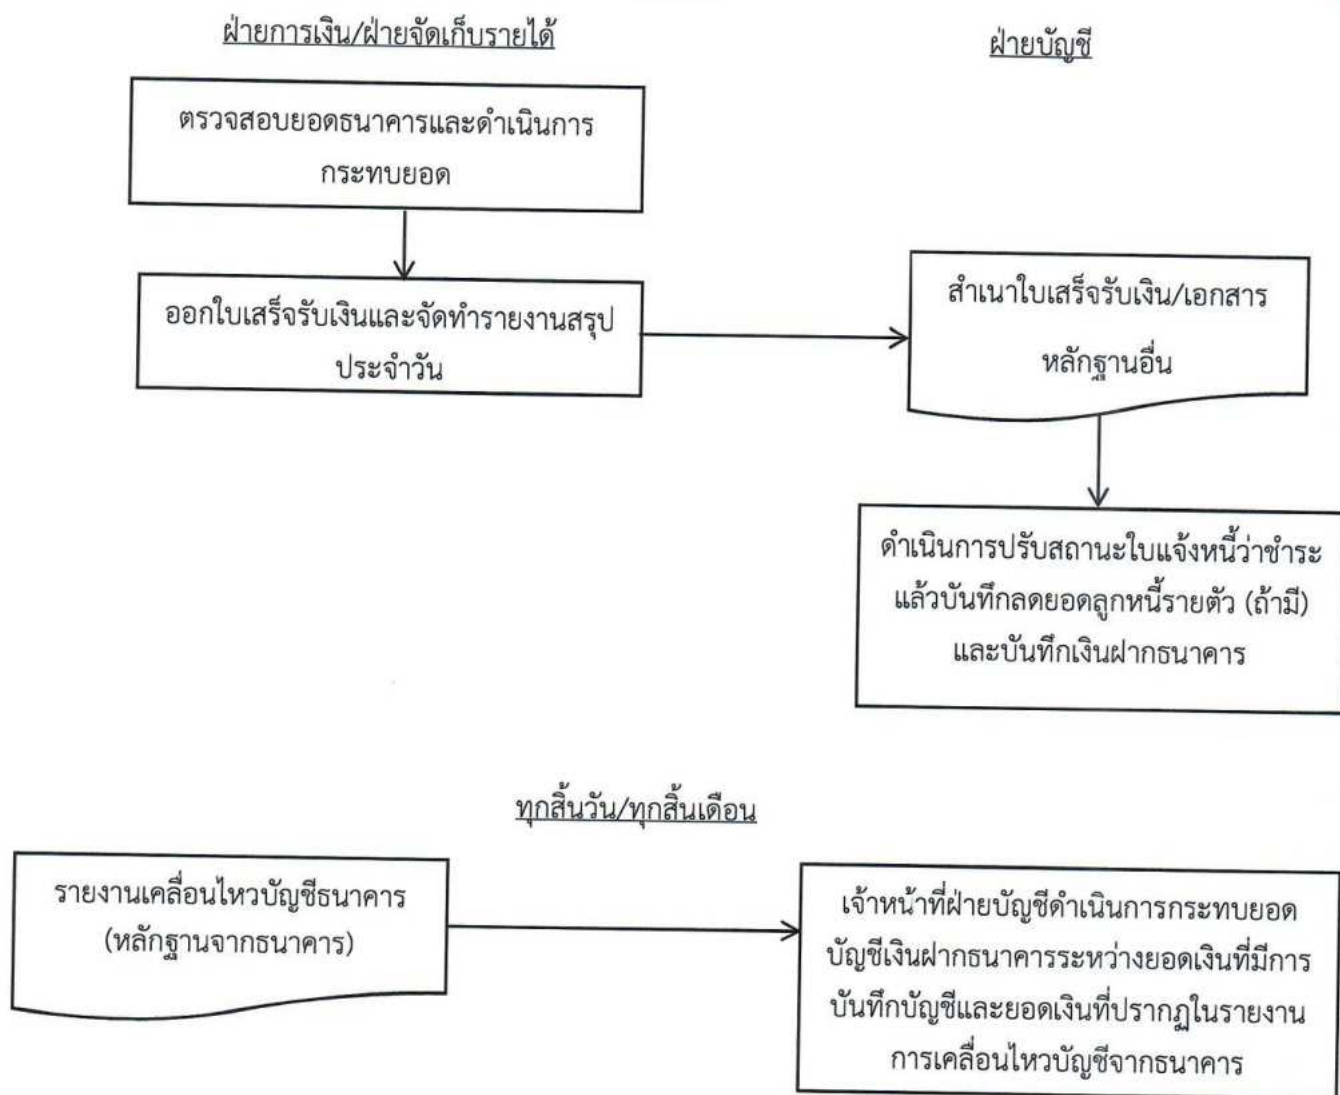 ฝ่ายการเงิน/ฝ่ายจัดเก็บรายได้
ฝ่ายบัญชี
ตรวจสอบยอดธนาคารและดำเนินการ
กระทบยอด
ออกใบเสร็จรับเงินและจัดทำรายงานสรุป
ประจำวัน
สำเนาใบเสร็จรับเงิน/เอกสาร
หลักฐานอื่น
ดำเนินการปรับสถานะใบแจ้งหนี้ว่าชำระ
แล้วบันทึกลดยอดลูกหนี้รายตัว (ถ้ามี)
และบันทึกเงินฝากธนาคาร
ทุกสิ้นวัน/ทุกสิ้นเดือน
รายงานเคลื่อนไหวบัญชีธนาคาร
(หลักฐานจากธนาคาร)
เจ้าหน้าที่ฝ่ายบัญชีดำเนินการกระทบยอด
บัญชีเงินฝากธนาคารระหว่างยอดเงินที่มีการ
บันทึกบัญชีและยอดเงินที่ปรากฏในรายงาน
การเคลื่อนไหวบัญชีจากธนาคาร